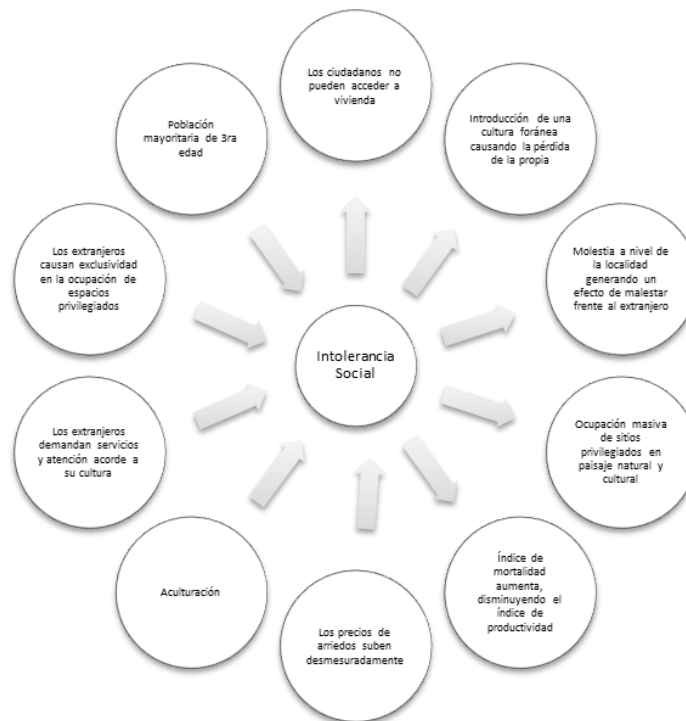 Los ciudadanos no
pueden acceder a
vivienda
Introducción de una
cultura foránea
causando la pérdida
de la propia
Molestia a nivel de
la localidad
generando un
efecto de malestar
frente al extranjero
Ocupación masiva
de sitios
privilegiados en
paisaje natural y
cultural
Índice de
mortalidad
aumenta,
disminuyendo el
índice de
productividad
Los precios de
arriedos suben
desmesuradamente
Aculturación
Los extranjeros
demandan servicios
y atención acorde a
su cultura
Los extranjeros
causan exclusividad
en la ocupación de
espacios
privilegiados
Población
mayoritaria de 3ra
edad
Intolerancia
Social